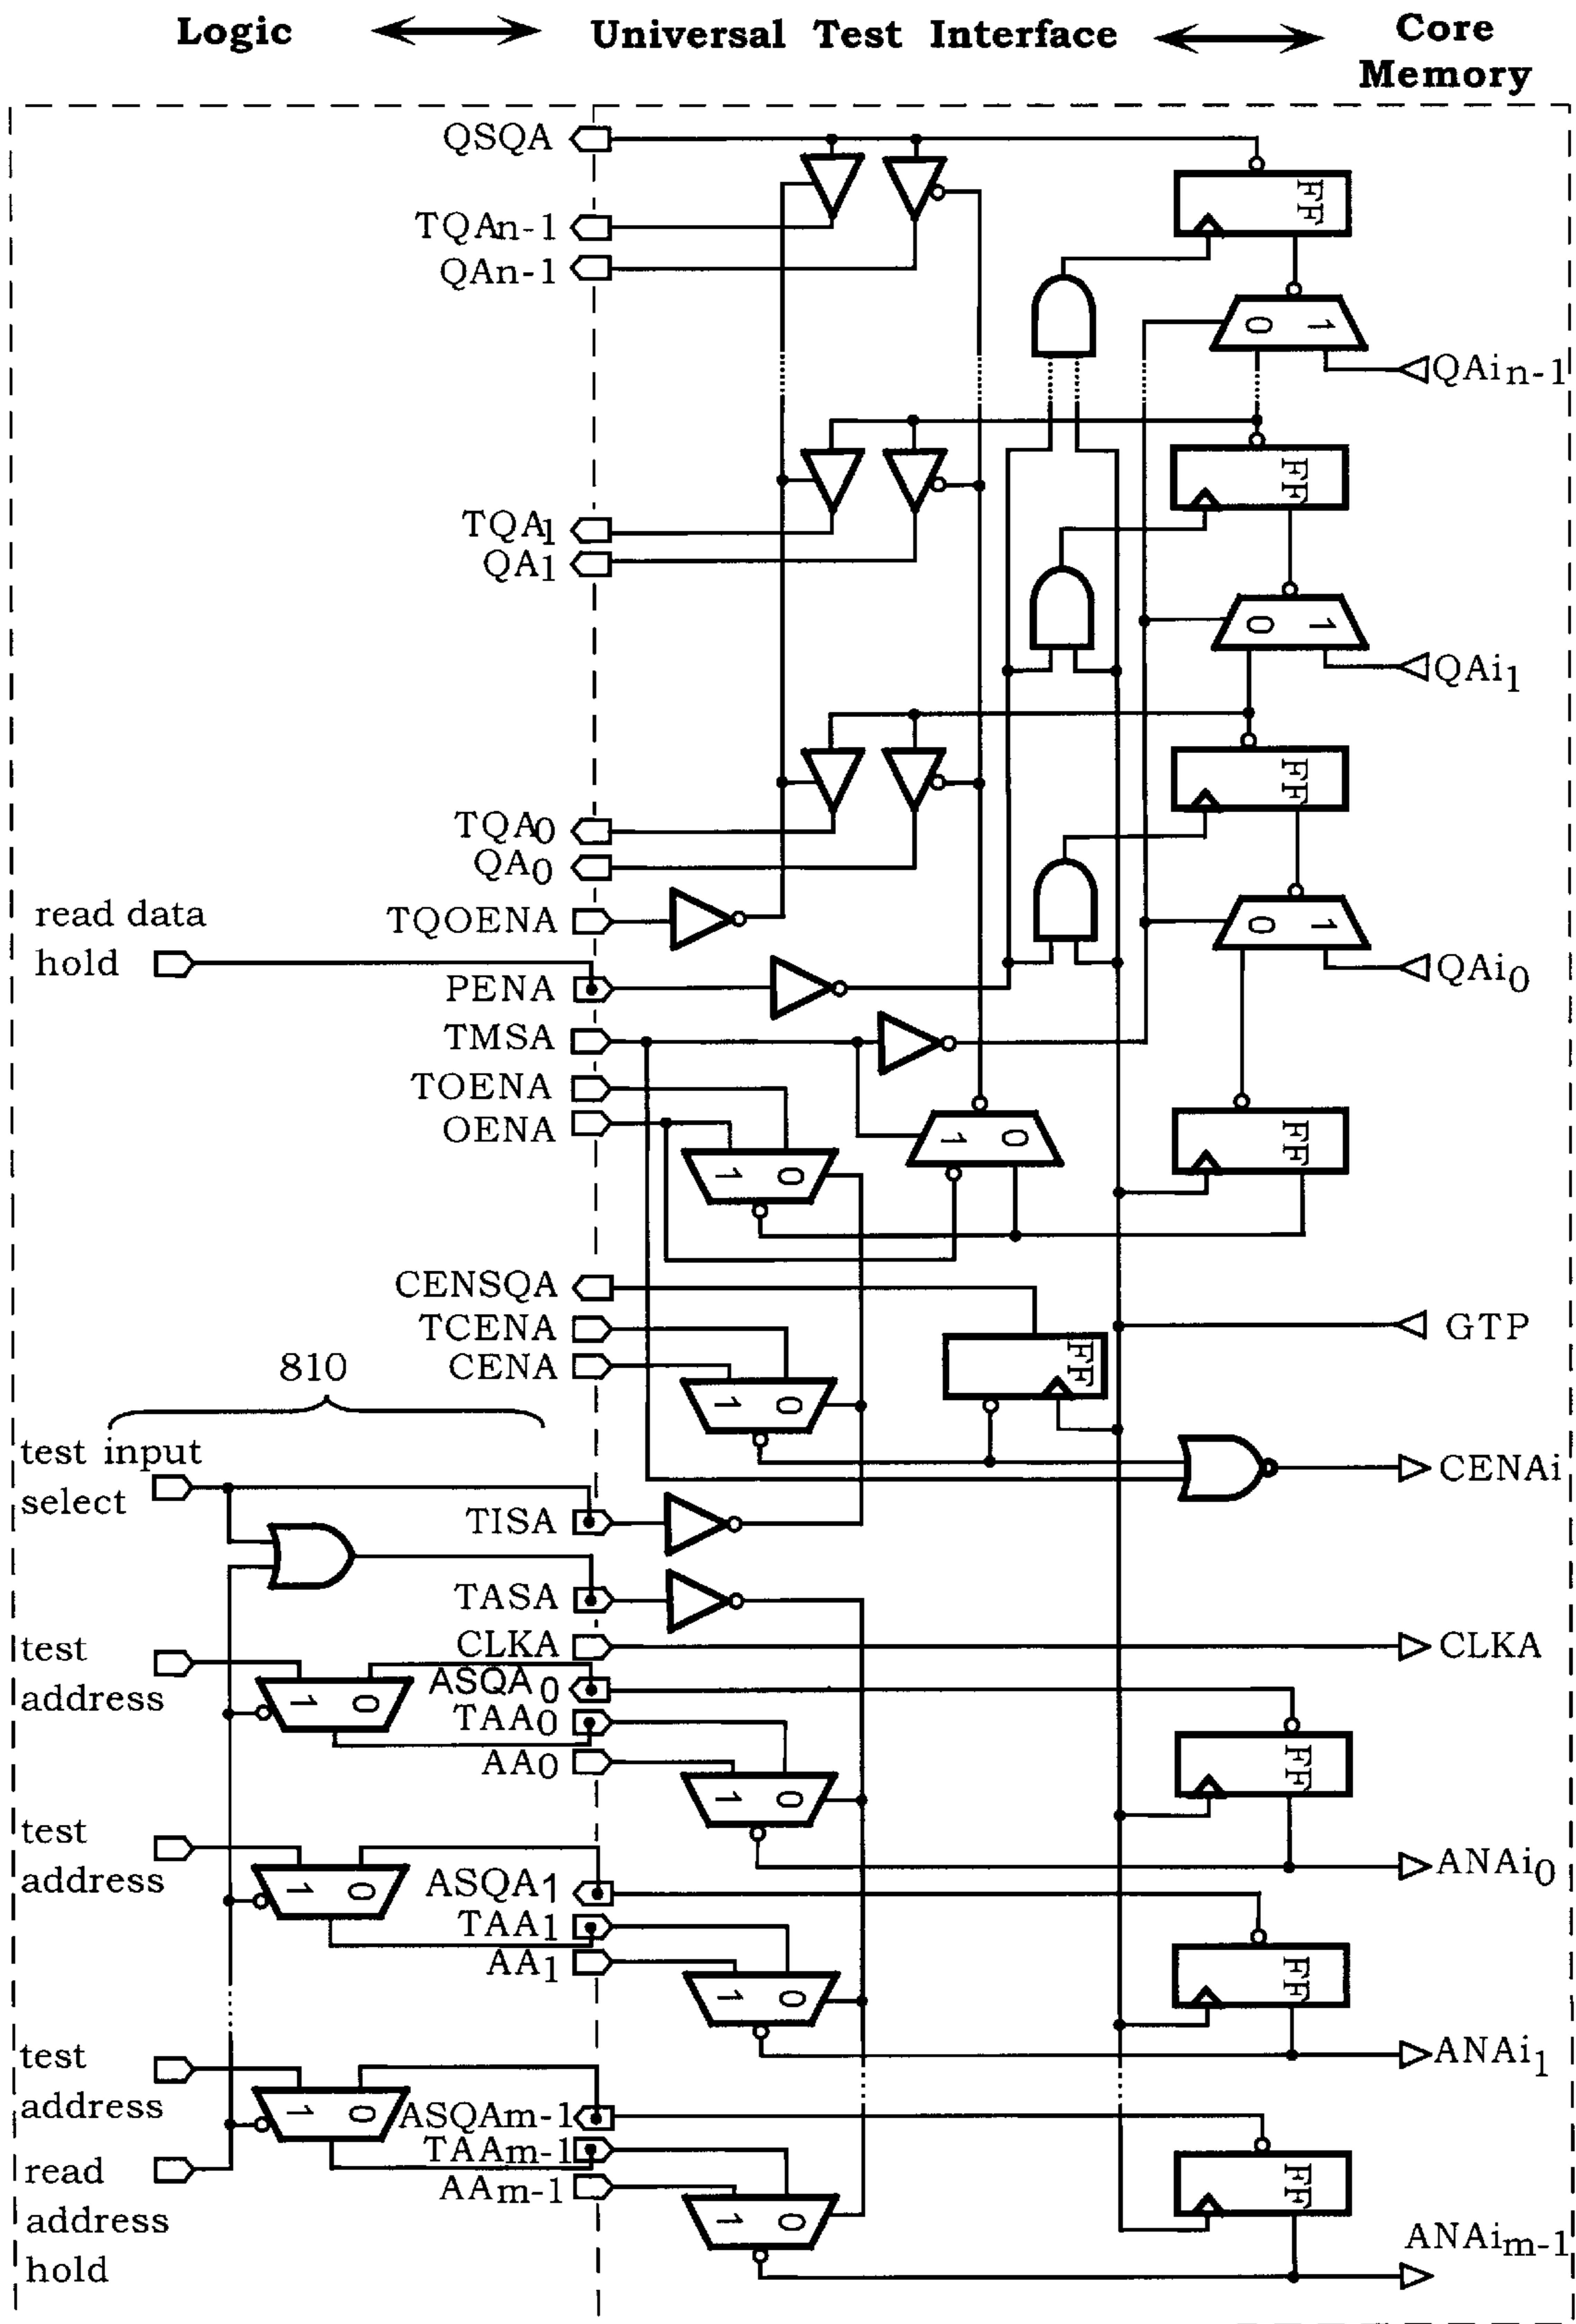 Logic Universal Test Interface Core
Memory
QSQA
FF
TQAn-1
QAn-1
0 1
QAin-1
FF
TQA1
QA1
0 1
QAi1
FF
TQA0
QA0
read data
hold
TQOENA
0 1
QAi0
PENA
TMSA
TOENA
OENA
1 0
FF
1 0
CENSQA
TCENA
GTP
CENA
FF
810
1 0
test input
select
CENAi
TISA
TASA
CLKA
CLKA
test
address
1 0
ASQA0
TAA0
AA0
FF
1 0
test
address
ANAi0
1 0
ASQA1
TAA1
AA1
FF
1 0
ANAi1
test
address
1 0
ASQAm-1
TAAm-1
AAm-1
FF
1 0
read
address
hold
ANAim-1